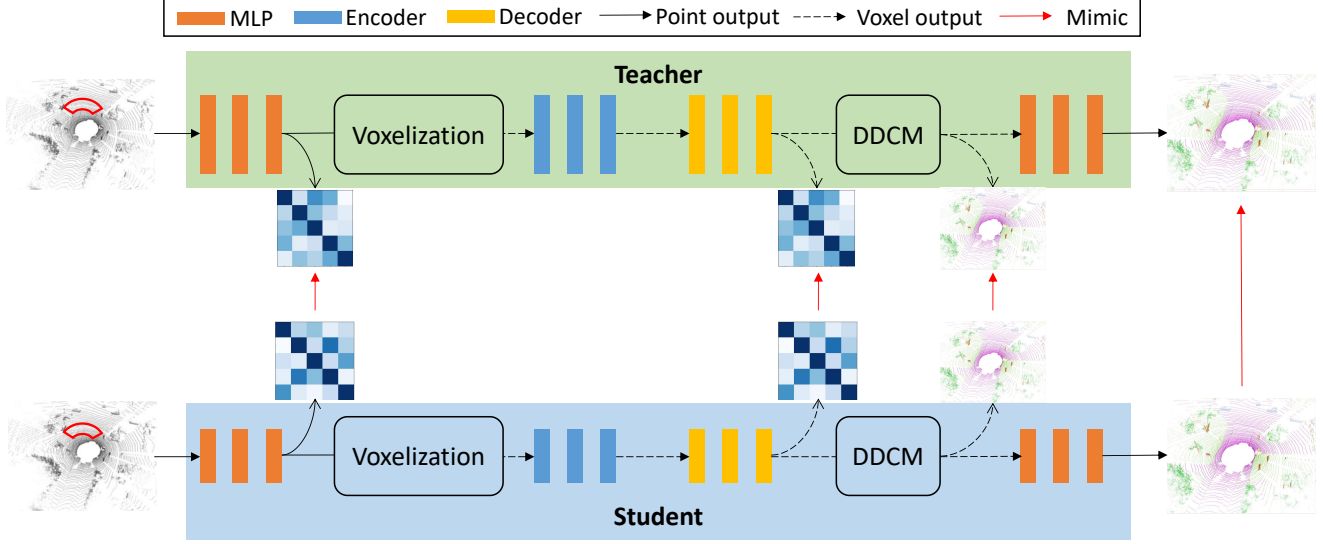 MLP Encoder Decoder Point output Voxel output Mimic
Teacher
Voxelization DDCM
Voxelization DDCM
Student